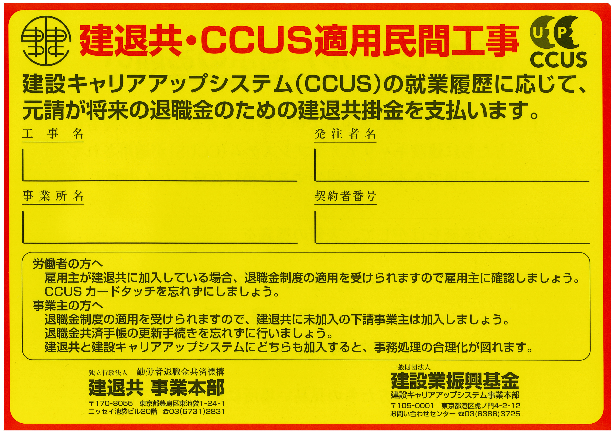 建退共・CCUS適用民間工事
UP
CCUS
建設キャリアアップシステム(CCUS)の就業履歴に応じて、
元請が将来の退職金のための建退共掛金を支払います。
工事名
発注者名
事業所名
契約者番号
労働者の方へ
雇用主が建退共に加入している場合、退職金制度の適用を受けられますので雇用主に確認しましょう。
CCUSカードタッチを忘れずにしましょう。
事業主の方へ
退職金制度の適用を受けられますので、建退共に未加入の下請事業主は加入しましょう。
退職金共済手帳の更新手続きを忘れずに行いましょう。
建退共と建設キャリアアップシステムにどちらも加入すると、事務処理の合理化が図れます。
独立行政法人 勤労者退職金共済機構
建退共 事業本部
〒170-8055 東京都豊島区東池袋1-24-1
ニッセイ池袋ビル20階 ☎03(6731)2831
一般財団法人
建設業振興基金
建設キャリアアップシステム事業本部
〒105-0001 東京都港区虎ノ門4-2-12
お問い合わせセンター ☎03(6386)3725